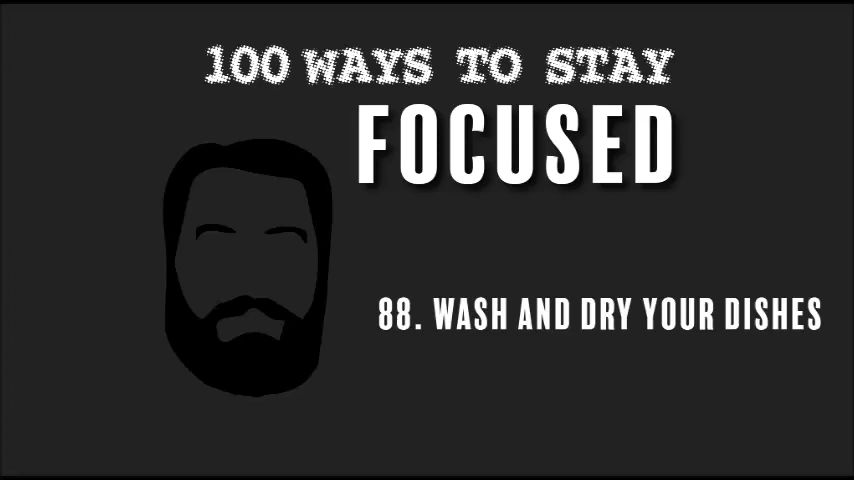 100 WAYS TO STAY
FOCUSED
88. WASH AND DRY YOUR DISHES